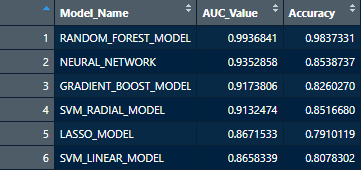 Model_Name AUC_Value Accuracy
1 RANDOM_FOREST_MODEL 0.9936841 0.9837331
2 NEURAL_NETWORK 0.9352858 0.8538737
3 GRADIENT_BOOST_MODEL 0.9173806 0.8260270
4 SVM_RADIAL_MODEL 0.9132474 0.8516680
5 LASSO_MODEL 0.8671533 0.7910119
6 SVM_LINEAR_MODEL 0.8658339 0.8078302